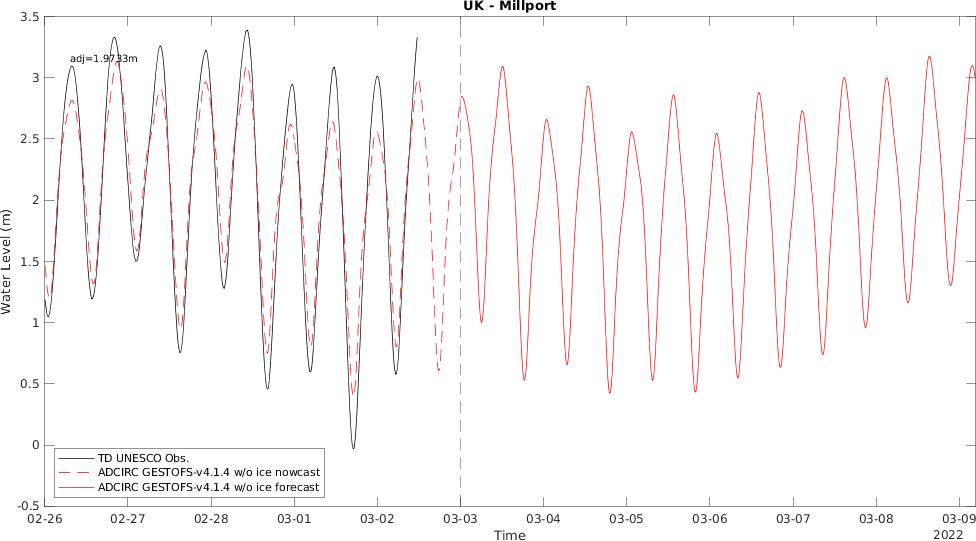 UK - Millport
adj=1.9733m
Water Level (m)
3.5
3
2.5
2
1.5
1
0.5
0
-0.5
TD UNESCO Obs.
ADCIRC GESTOFS-v4.1.4 w/o ice nowcast
ADCIRC GESTOFS-v4.1.4 w/o ice forecast
02-26 02-27 02-28 03-01 03-02 03-03 03-04 03-05 03-06 03-07 03-08 03-09
Time
2022